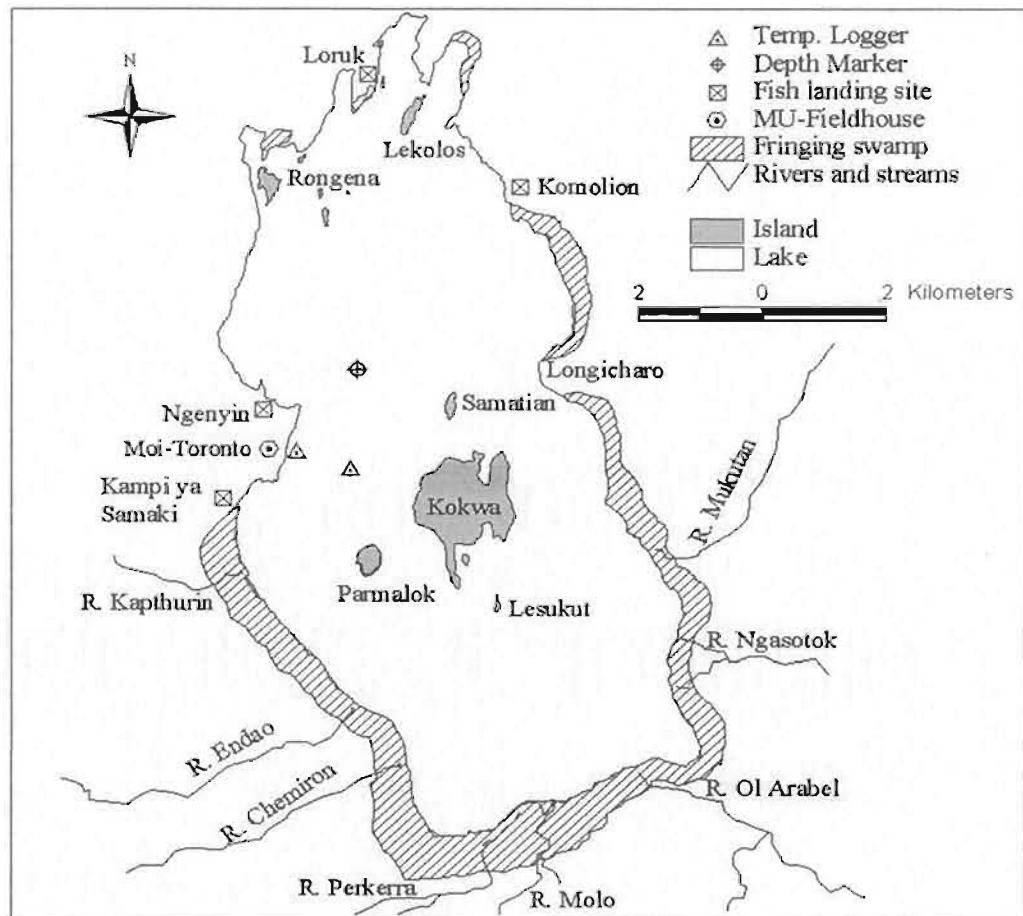 N
Loruk
Lekolos
Rongena
Komolion
Temp. Logger
Depth Marker
Fish landing site
MU-Fieldhouse
Fringing swamp
Rivers and streams
Island
Lake
2 0 2 Kilometers
Longicharo
Samatian
Ngenyin
Moi-Toronto
Kampi ya
Samaki
Kokwa
R. Mukutan
R. Kapthurin
Parmalok
Lesukut
R. Ngasotok
R. Endao
R. Chemiron
R. Ol Arabel
R. Perkerra
R. Molo